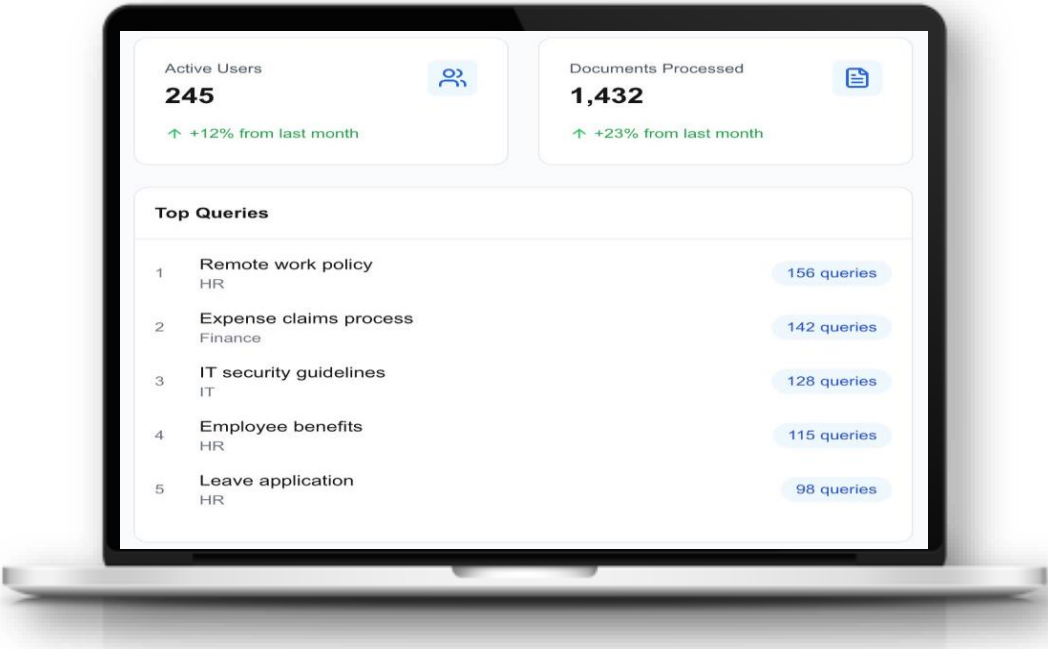 Active Users
245
↑ +12% from last month
Documents Processed
1,432
↑ +23% from last month
Top Queries
1
Remote work policy
HR
156 queries
2
Expense claims process
Finance
142 queries
3
IT security guidelines
IT
128 queries
4
Employee benefits
HR
115 queries
5
Leave application
HR
98 queries